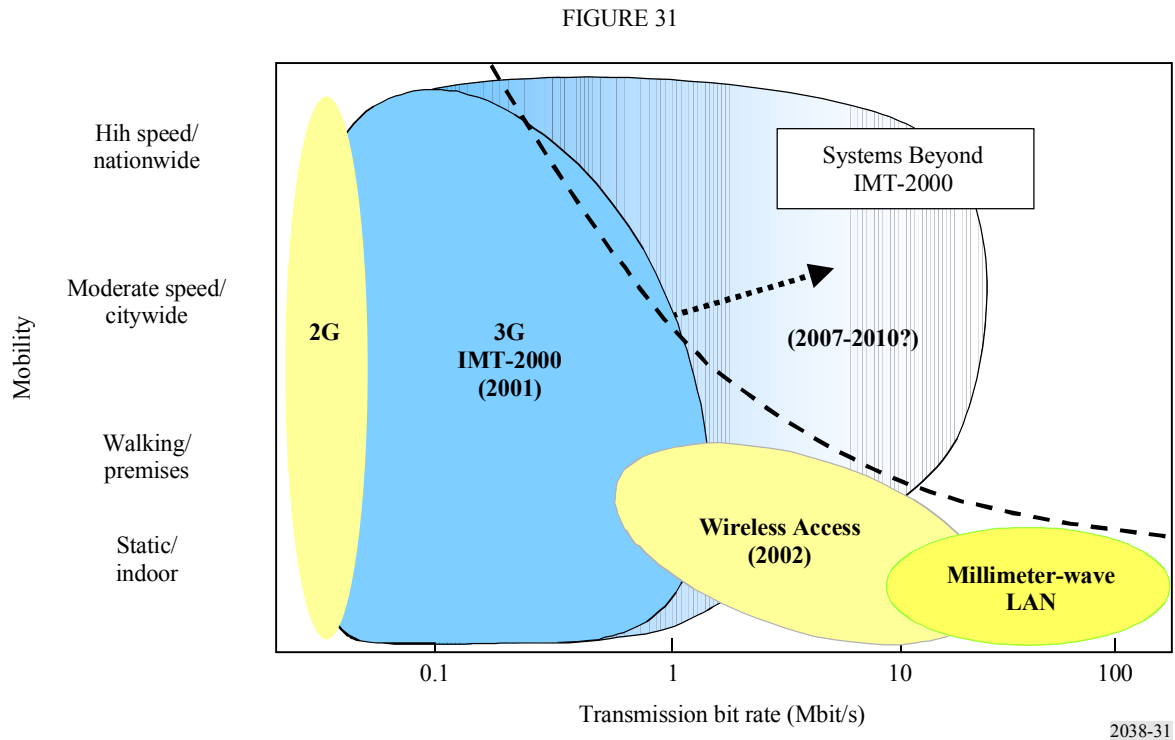 FIGURE 31
Hih speed/
nationwide
Systems Beyond
IMT-2000
Moderate speed/
citywide
Mobility
2G
3G
IMT-2000
(2001)
(2007-2010?)
Walking/
premises
Wireless Access
(2002)
Static/
indoor
Millimeter-wave
LAN
0.1
1
10
100
Transmission bit rate (Mbit/s)
2038-31